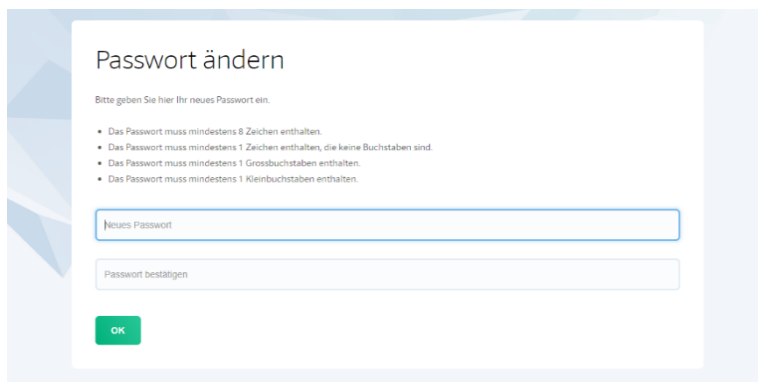 Passwort ändern
Bitte geben Sie hier Ihr neues Passwort ein.
• Das Passwort muss mindestens 8 Zeichen enthalten.
• Das Passwort muss mindestens 1 Zeichen enthalten, die keine Buchstaben sind.
• Das Passwort muss mindestens 1 Grossbuchstaben enthalten.
• Das Passwort muss mindestens 1 Kleinbuchstaben enthalten.
Neues Passwort
Passwort bestätigen
OK